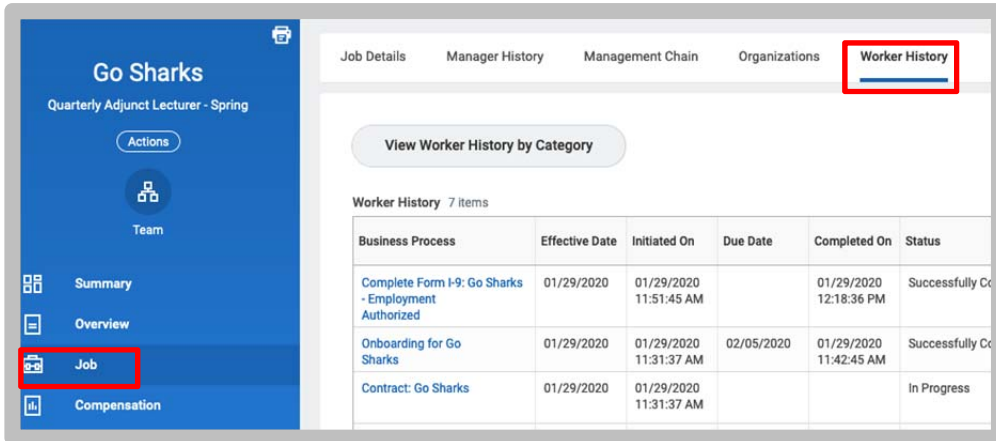 Go Sharks
Quarterly Adjunct Lecturer - Spring
Actions
Team
Summary
Overview
Job
Compensation
Job Details Manager History Management Chain Organizations Worker History
View Worker History by Category
Worker History 7 items
Business Process Effective Date Initiated On Due Date Completed On Status
Complete Form I-9: Go Sharks 01/29/2020 01/29/2020 01/29/2020 Successfully Co
- Employment 11:51:45 AM 12:18:36 PM
Authorized
Onboarding for Go 01/29/2020 01/29/2020 02/05/2020 01/29/2020 Successfully Co
Sharks 11:31:37 AM 11:42:45 AM
Contract: Go Sharks 01/29/2020 01/29/2020 In Progress
11:31:37 AM